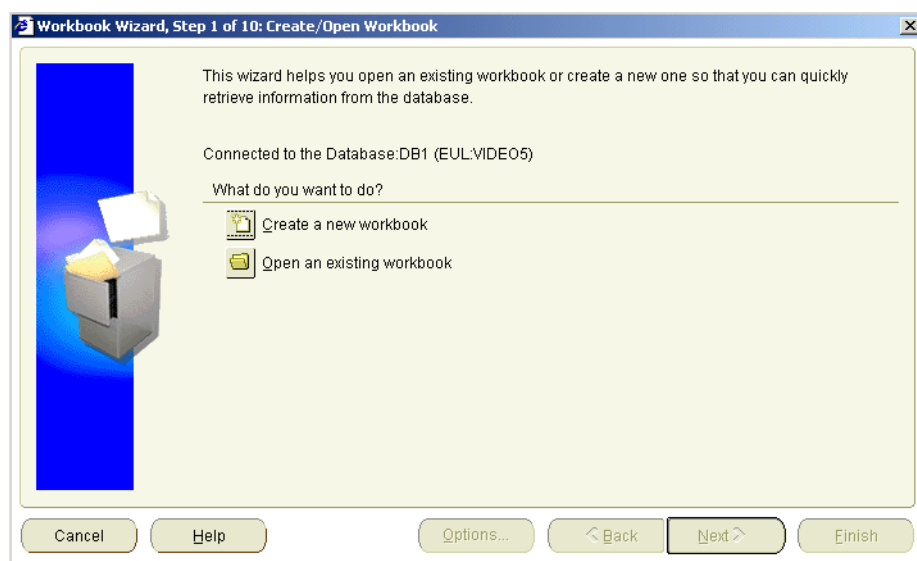 Workbook Wizard, Step 1 of 10: Create/Open Workbook
This wizard helps you open an existing workbook or create a new one so that you can quickly
retrieve information from the database.
Connected to the Database:DB1 (EUL:VIDEO5)
What do you want to do?
Create a new workbook
Open an existing workbook
Cancel Help Options... < Back Next > Finish